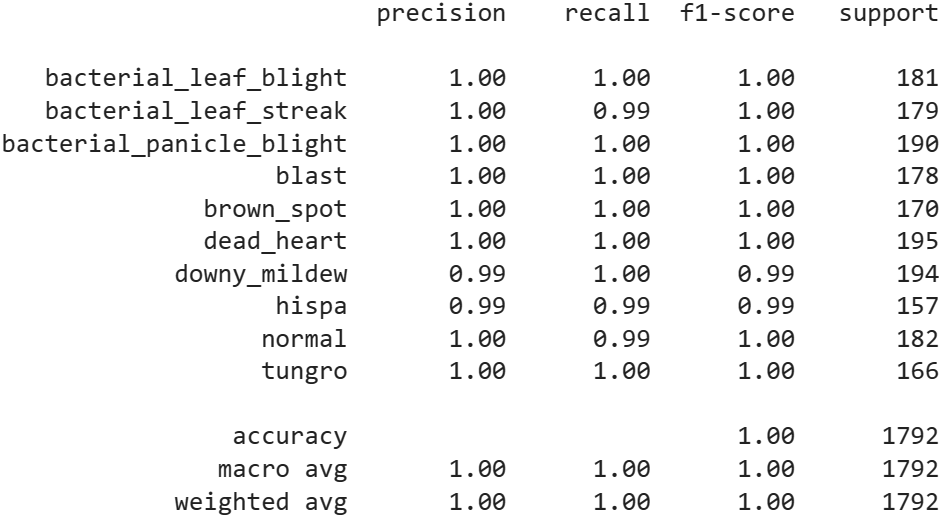 precision recall f1-score support
bacterial_leaf_blight 1.00 1.00 1.00 181
bacterial_leaf_streak 1.00 0.99 1.00 179
bacterial_panicle_blight 1.00 1.00 1.00 190
blast 1.00 1.00 1.00 178
brown_spot 1.00 1.00 1.00 170
dead_heart 1.00 1.00 1.00 195
downy_mildew 0.99 1.00 0.99 194
hispa 0.99 0.99 0.99 157
normal 1.00 0.99 1.00 182
tungro 1.00 1.00 1.00 166
accuracy 1.00 1792
macro avg 1.00 1.00 1.00 1792
weighted avg 1.00 1.00 1.00 1792